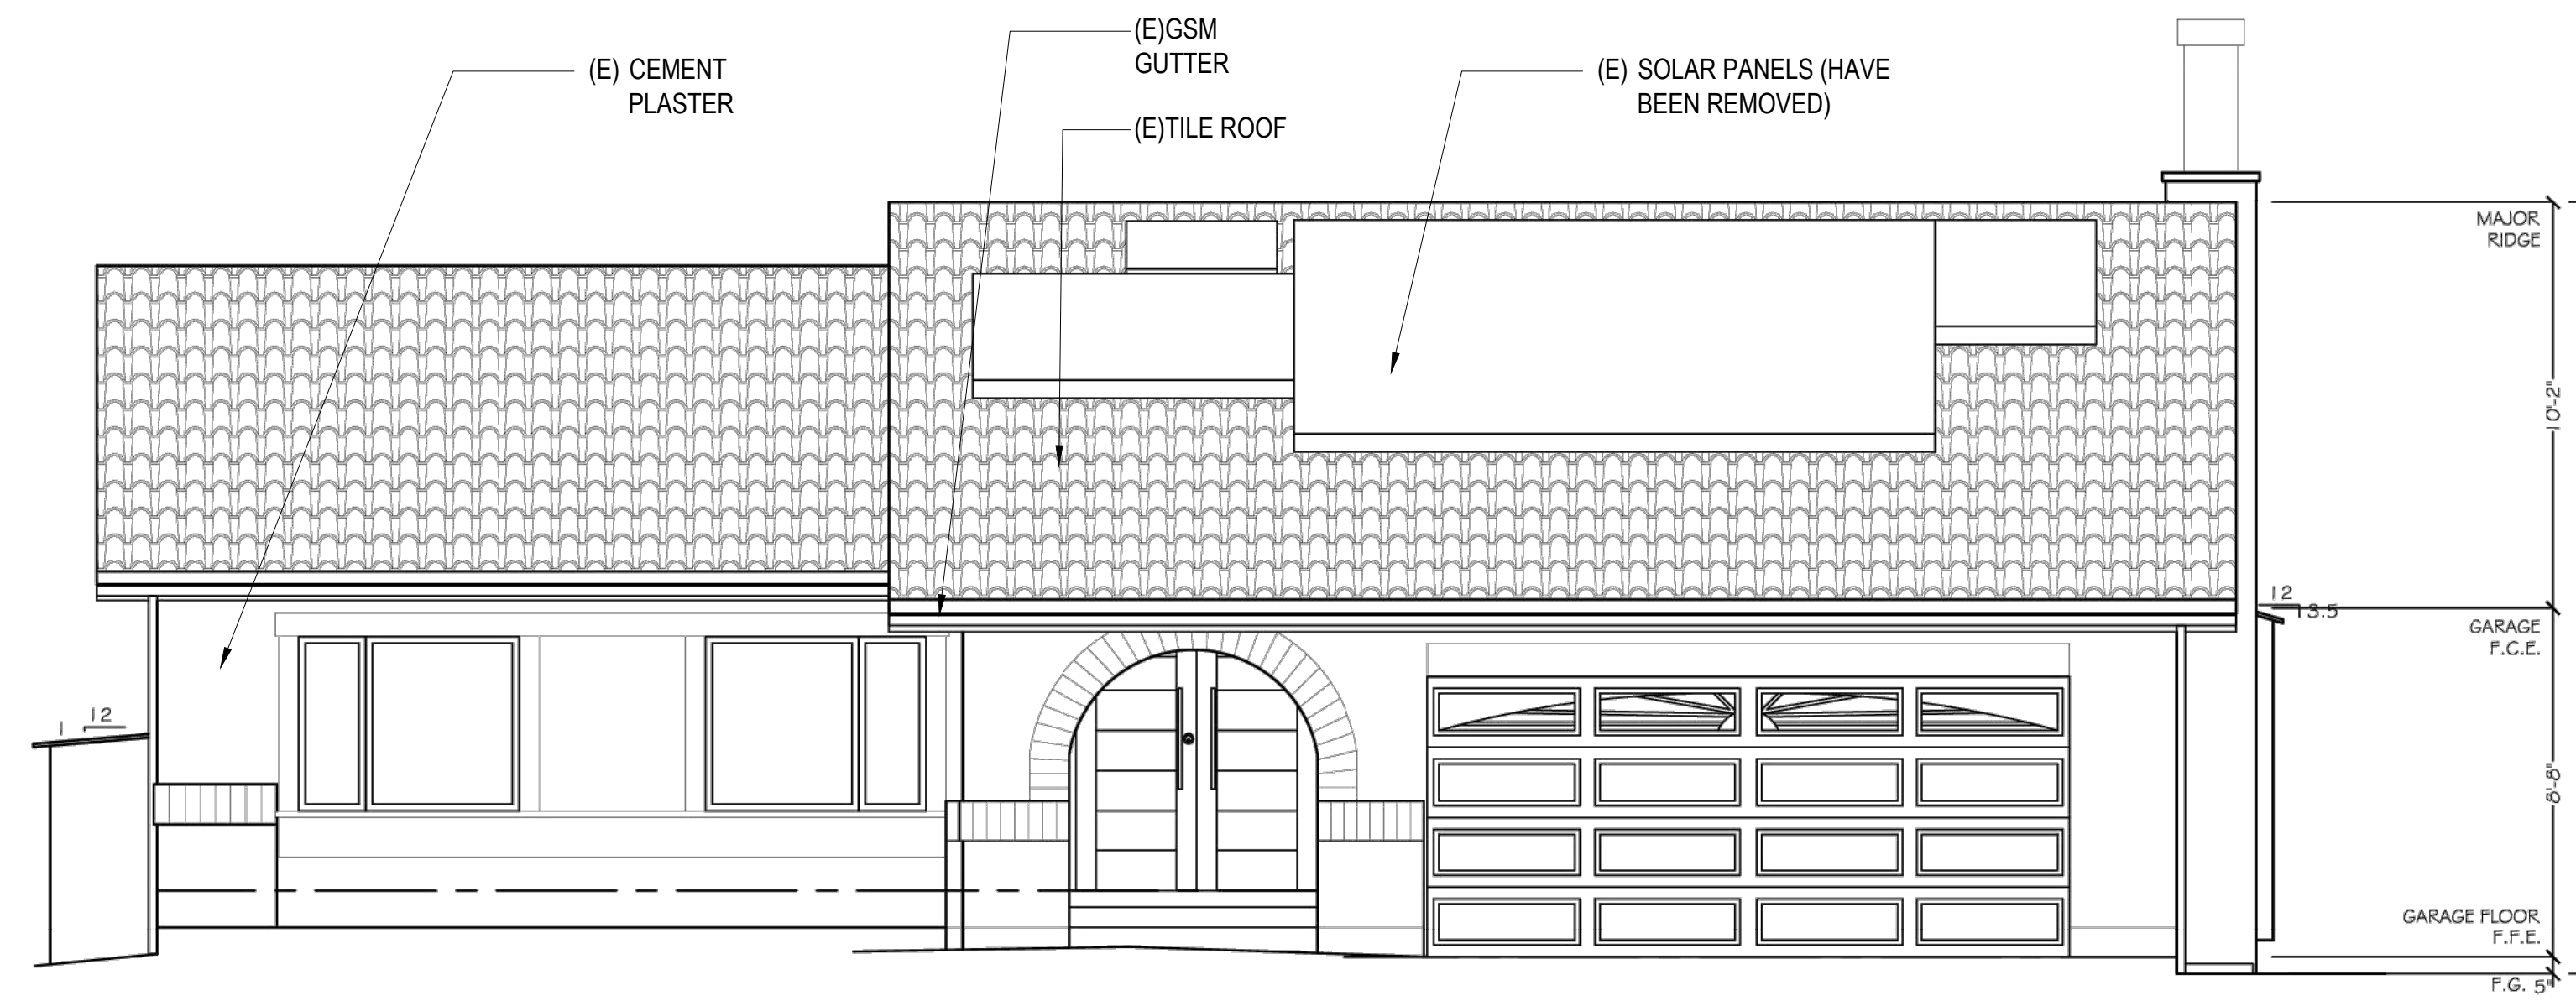 (E)GSM
GUTTER
(E) CEMENT
PLASTER
(E) SOLAR PANELS (HAVE
BEEN REMOVED)
(E)TILE ROOF
MAJOR
RIDGE
10'-2"
12
3.5
GARAGE
F.C.E.
1 12
8'-8"
GARAGE FLOOR
F.F.E.
F.G. 5"